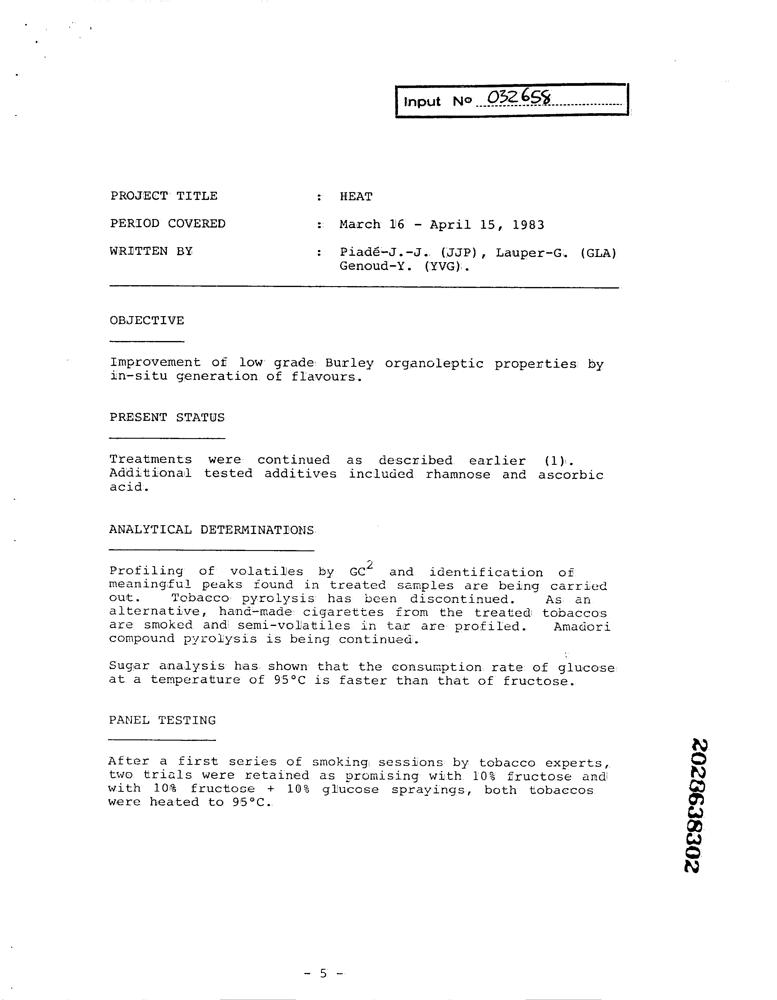 Input Nº 032658
PROJECT TITLE : HEAT
PERIOD COVERED : March 16 - April 15, 1983
WRITTEN BY : Piadé-J.-J. (JJP), Lauper-G. (GLA)
Genoud-Y. (YVG).
OBJECTIVE
Improvement of low grade Burley organoleptic properties by
in-situ generation of flavours.
PRESENT STATUS
Treatments were continued as described earlier (1).
Additional tested additives included rhamnose and ascorbic
acid.
ANALYTICAL DETERMINATIONS
Profiling of volatiles by GC² and identification of
meaningful peaks found in treated samples are being carried
out. Tobacco pyrolysis has been discontinued. As an
alternative, hand-made cigarettes from the treated tobaccos
are smoked and semi-volatiles in tar are profiled. Amadori
compound pyrolysis is being continued.
Sugar analysis has shown that the consumption rate of glucose
at a temperature of 95°C is faster than that of fructose.
PANEL TESTING
After a first series of smoking sessions by tobacco experts,
two trials were retained as promising with 10% fructose and
with 10% fructose + 10% glucose sprayings, both tobaccos
were heated to 95°C.
2028638302
- 5 -